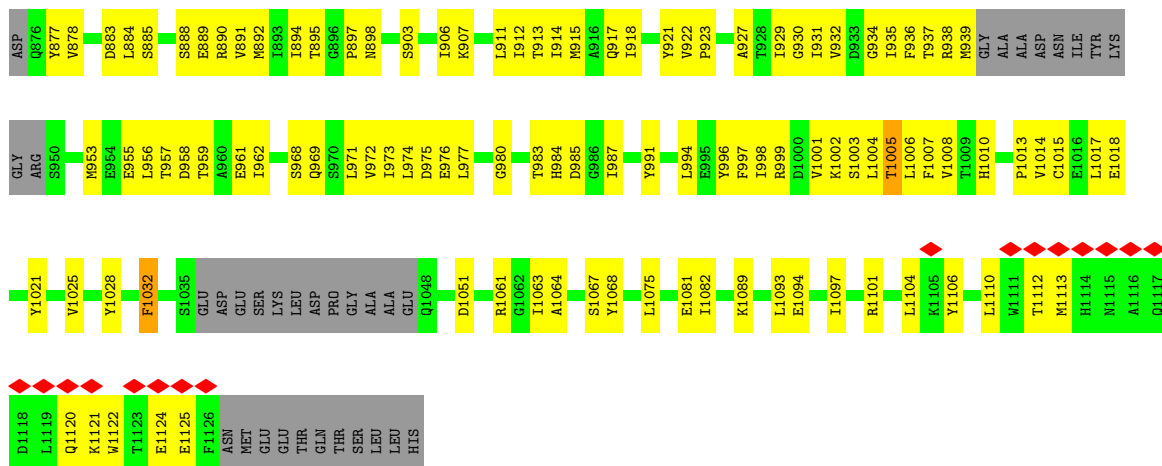 ASP Q876 Y877 V878 D883 L884 S885 S888 E889 R890 V891 M892 I893 I894 T895 G896 P897 N898 S903 I906 K907 L911 I912 T913 I914 M915 A916 Q917 I918 Y921 V922 P923 A927 T928 I929 G930 I931 V932 D933 G934 I935 F936 T937 R938 M939 GLY ALA ALA ASP ASN ILE TYR LYS
GLY ARG S950 M953 E954 E955 L956 T957 D958 T959 A960 E961 I962 S968 Q969 S970 L971 V972 I973 L974 D975 E976 L977 G980 T983 H984 D985 G986 I987 Y991 L994 E995 Y996 F997 I998 R999 D1000 V1001 K1002 S1003 L1004 T1005 L1006 F1007 V1008 T1009 H1010 P1013 V1014 C1015 E1016 L1017 E1018
Y1021 V1025 Y1028 F1032 S1035 GLU ASP GLU SER LYS LEU ASP PRO GLY ALA ALA GLU Q1048 D1051 R1061 G1062 I1063 A1064 S1067 Y1068 L1075 E1081 I1082 K1089 L1093 E1094 I1097 R1101 L1104 K1105 Y1106 L1110 W1111 T1112 M1113 H1114 N1115 A1116 Q1117
D1118 L1119 Q1120 K1121 W1122 T1123 E1124 E1125 F1126 ASN MET GLU GLU THR GLN THR SER LEU LEU HIS